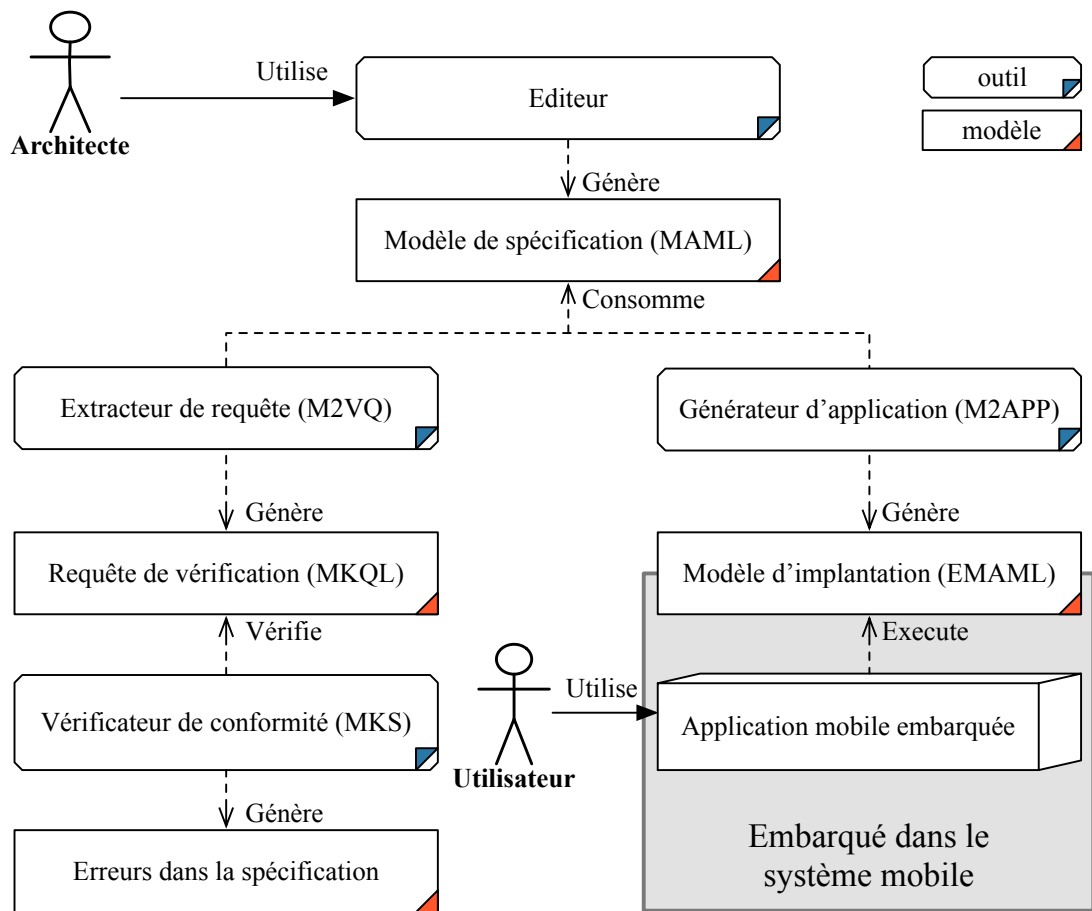 Utilise
Editeur
outil
modèle
Architecte
Génère
Modèle de spécification (MAML)
Consomme
Extracteur de requête (M2VQ)
Générateur d'application (M2APP)
Génère
Génère
Requête de vérification (MKQL)
Modèle d'implantation (EMAML)
Vérifie
Execute
Utilise
Vérificateur de conformité (MKS)
Application mobile embarquée
Utilisateur
Génère
Erreurs dans la spécification
Embarqué dans le
système mobile